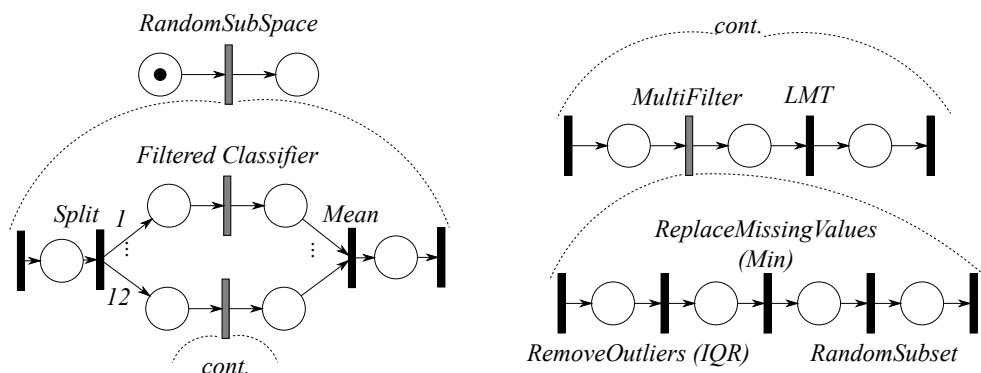 RandomSubSpace
Filtered Classifier
Split
1
Mean
...
...
12
cont.
cont.
MultiFilter
LMT
ReplaceMissingValues
(Min)
RemoveOutliers (IQR)
RandomSubset